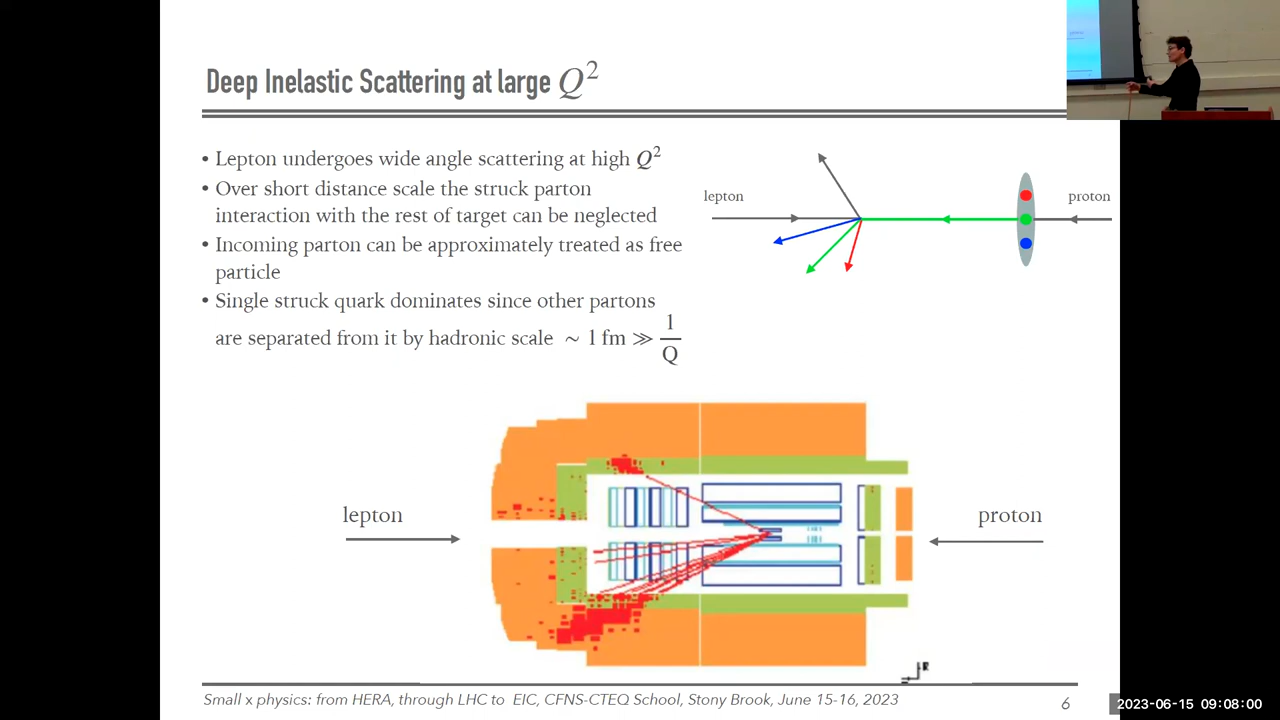 Deep Inelastic Scattering at large Q²
• Lepton undergoes wide angle scattering at high Q²
• Over short distance scale the struck parton
interaction with the rest of target can be neglected
• Incoming parton can be approximately treated as free
particle
• Single struck quark dominates since other partons
are separated from it by hadronic scale ~ 1 fm ≫ 1/Q
lepton
proton
lepton
proton
Small x physics: from HERA, through LHC to EIC, CFNS-CTEQ School, Stony Brook, June 15-16, 2023
6
2023-06-15 09:08:00